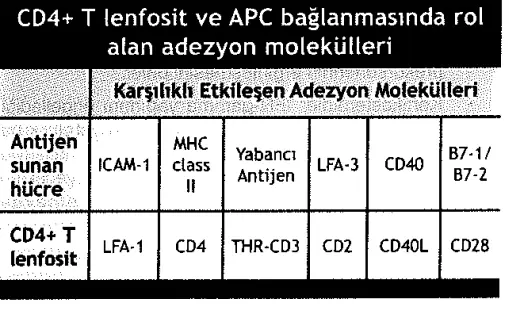 CD4+ T lenfosit ve APC bağlanmasında rol
alan adezyon molekülleri
Karşılıklı Etkileşen Adezyon Molekülleri
Antijen sunan hücre | ICAM-1 | MHC class II | Yabancı Antijen | LFA-3 | CD40 | B7-1/ B7-2
CD4+ T lenfosit | LFA-1 | CD4 | THR-CD3 | CD2 | CD40L | CD28